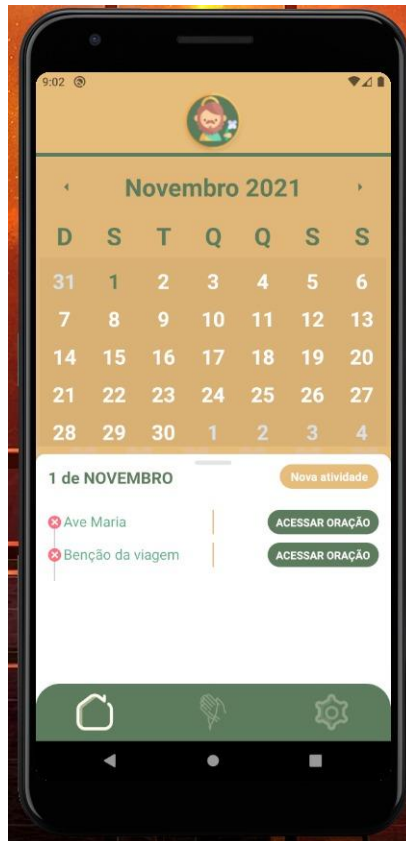 9:02
Novembro 2021
D S T Q Q S S
31 1 2 3 4 5 6
7 8 9 10 11 12 13
14 15 16 17 18 19 20
21 22 23 24 25 26 27
28 29 30 1 2 3 4
1 de NOVEMBRO Nova atividade
Ave Maria ACESSAR ORAÇÃO
Benção da viagem ACESSAR ORAÇÃO